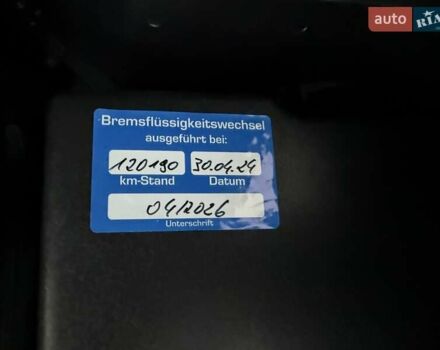 auto RIA
Bremsflüssigkeitswechsel
ausgeführt bei:
120190 30.04.24
km-Stand Datum
04/2026
Unterschrift